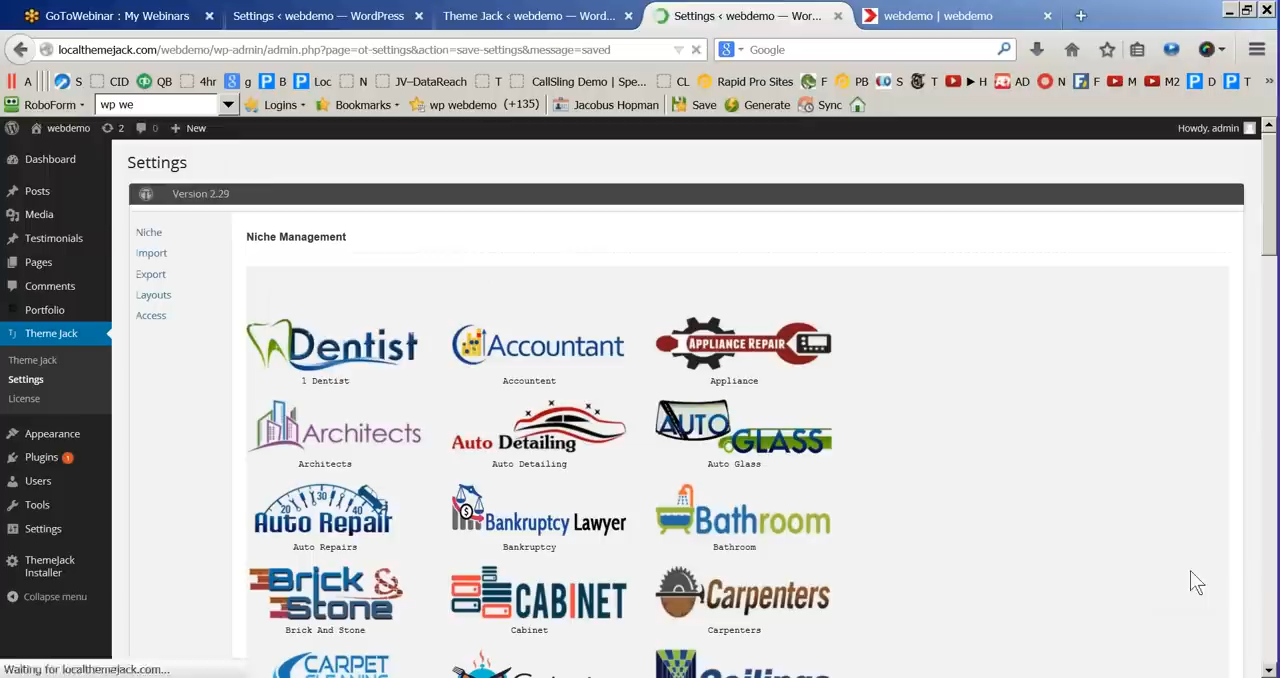 GoToWebinar : My Webinars
Settings ‹ webdemo — WordPress
Theme Jack ‹ webdemo — Word...
Settings ‹ webdemo — Wor...
webdemo | webdemo
localthemejack.com/webdemo/wp-admin/admin.php?page=ot-settings&action=save-settings&message=saved
Google
A S CID QB 4hr g B Loc N JV--DataReach T CallSling Demo | Spe... CL Rapid Pro Sites F PB S T H AD N F M M2 D T
RoboForm wp we Logins Bookmarks wp webdemo (+135) Jacobus Hopman Save Generate Sync
webdemo 2 0 + New Howdy, admin
Dashboard
Posts
Media
Testimonials
Pages
Comments
Portfolio
Theme Jack
Theme Jack
Settings
License
Appearance
Plugins 1
Users
Tools
Settings
ThemeJack
Installer
Collapse menu
Settings
Version 2.29
Niche
Import
Export
Layouts
Access
Niche Management
Dentist Accountant APPLIANCE REPAIR
1 Dentist Accountent Appliance
Architects Auto Detailing AUTO GLASS
Architects Auto Detailing Auto Glass
20 30 40
Auto Repair Bankruptcy Lawyer Bathroom
Auto Repairs Bankruptcy Bathroom
Brick & Stone CABINET Carpenters
Brick And Stone Cabinet Carpenters
CARPET
Waiting for localthemejack.com...